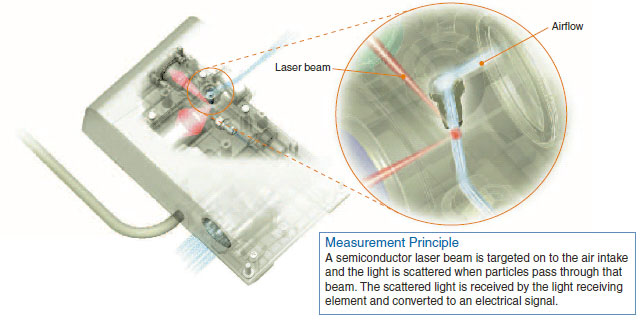 Airflow
Laser beam
Measurement Principle
A semiconductor laser beam is targeted on to the air intake
and the light is scattered when particles pass through that
beam. The scattered light is received by the light receiving
element and converted to an electrical signal.